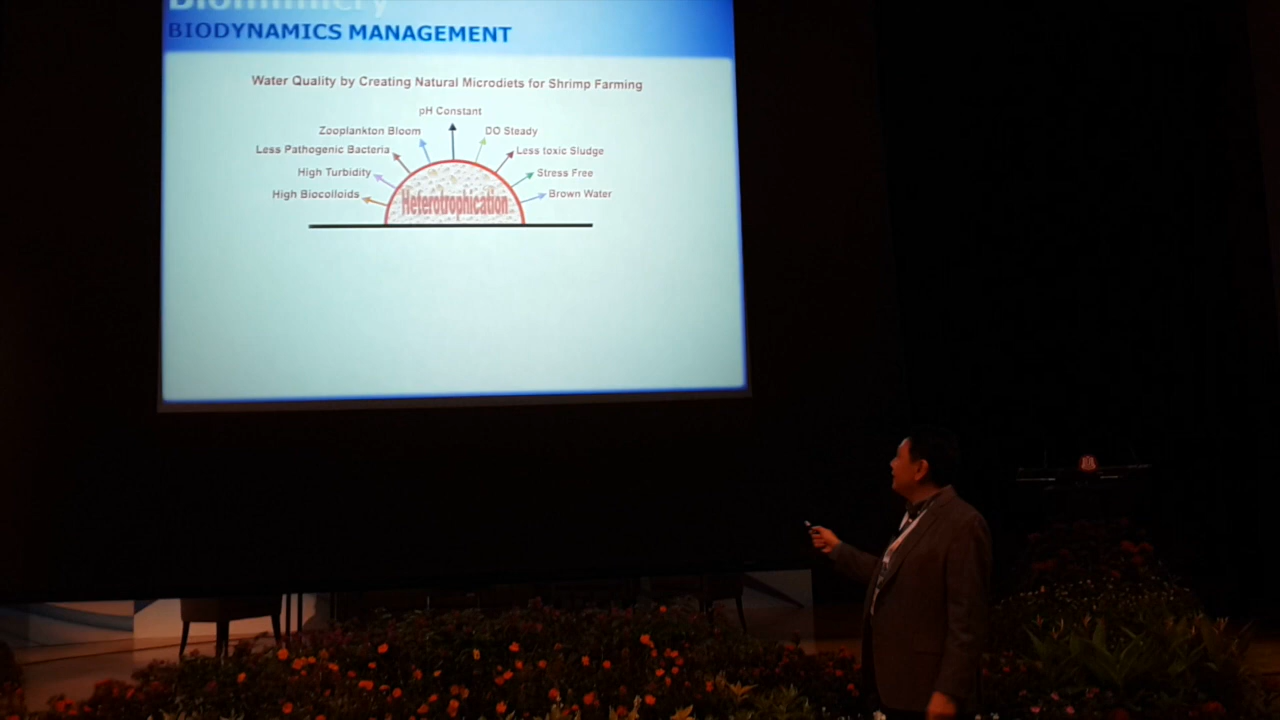 Biomimicry
BIODYNAMICS MANAGEMENT
Water Quality by Creating Natural Microdiets for Shrimp Farming
pH Constant
Zooplankton Bloom
DO Steady
Less Pathogenic Bacteria
Less toxic Sludge
High Turbidity
Stress Free
High Biocolloids
Brown Water
Heterotrophication